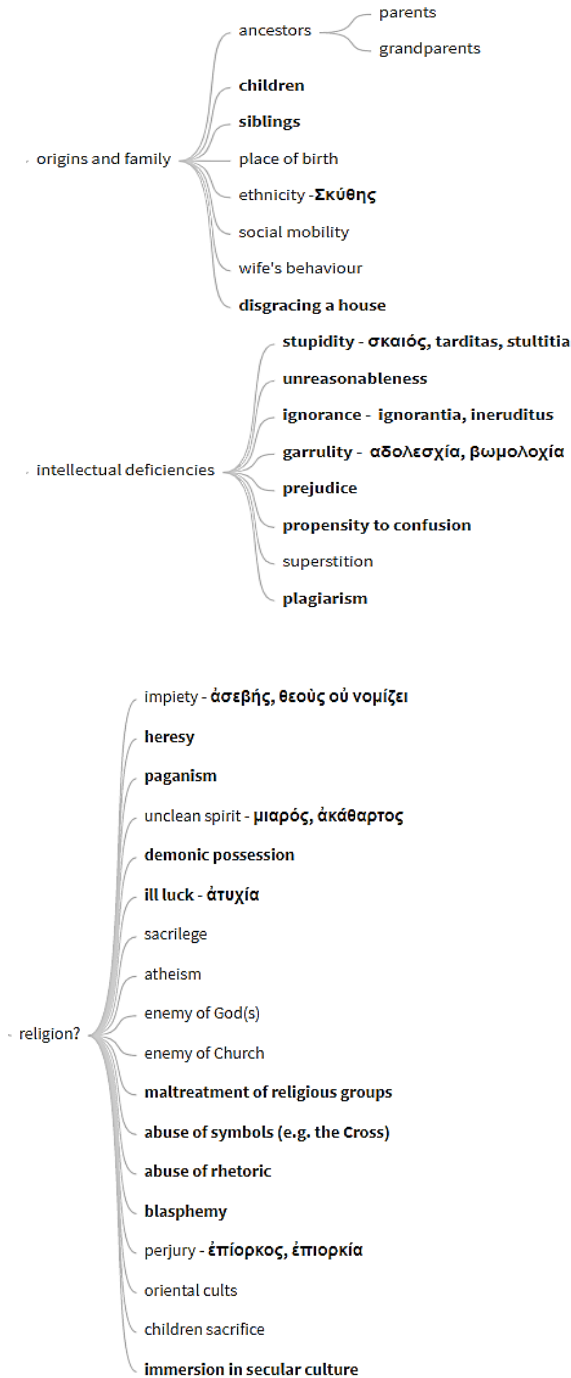 parents
ancestors
grandparents
children
siblings
origins and family
place of birth
ethnicity -Σκύθης
social mobility
wife's behaviour
disgracing a house
stupidity - σκαιός, tarditas, stultitia
unreasonableness
ignorance - ignorantia, ineruditus
garrulity - αδολεσχία, βωμολοχία
intellectual deficiencies
prejudice
propensity to confusion
superstition
plagiarism
impiety - ἀσεβής, θεοὺς οὐ νομίζει
heresy
paganism
unclean spirit - μιαρός, ἀκάθαρτος
demonic possession
ill luck - ἀτυχία
sacrilege
atheism
enemy of God(s)
religion?
enemy of Church
maltreatment of religious groups
abuse of symbols (e.g. the Cross)
abuse of rhetoric
blasphemy
perjury - ἐπίορκος, ἐπιορκία
oriental cults
children sacrifice
immersion in secular culture